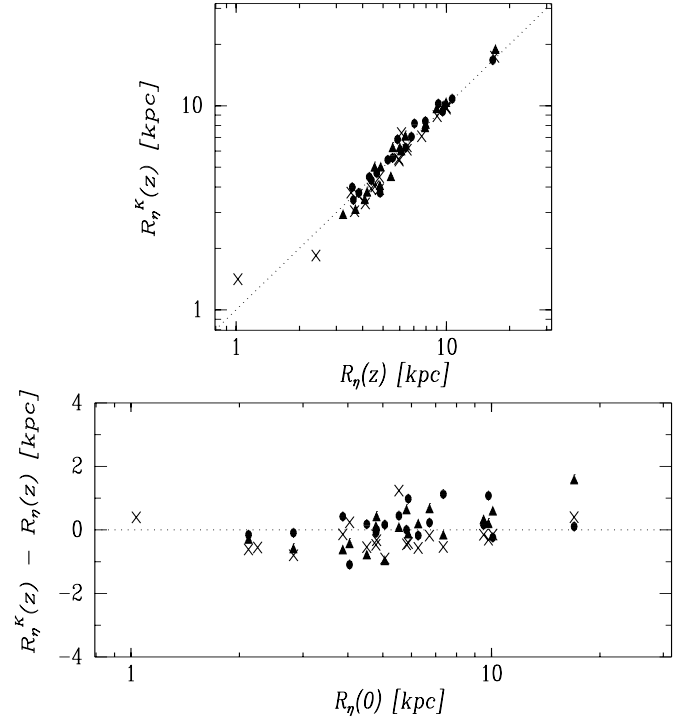 10
1
R_η^K(z) [kpc]
1 10
R_η(z) [kpc]
4
2
0
−2
−4
R_η^K(z) − R_η(z) [kpc]
1 10
R_η(0) [kpc]